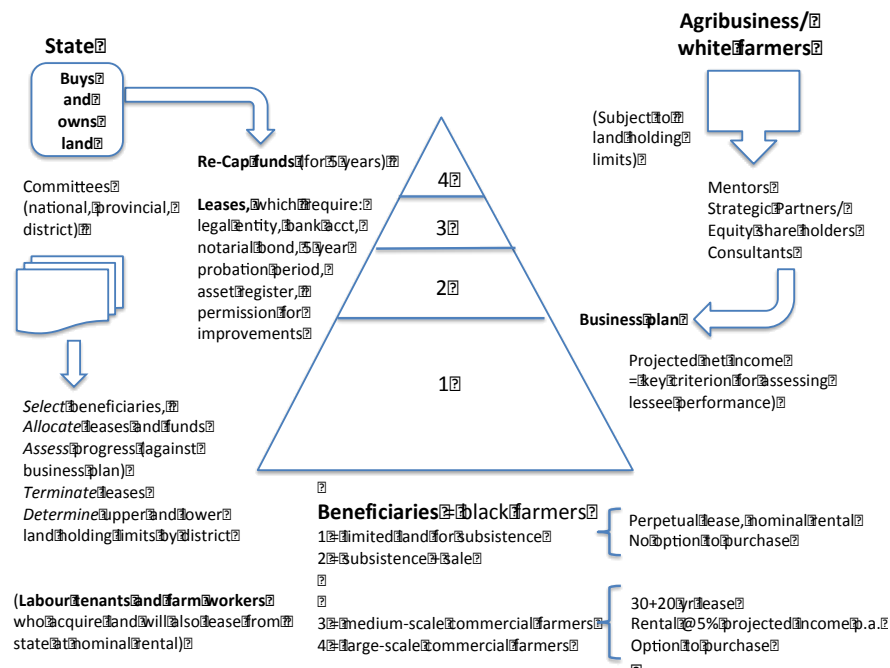 State
Buys
and
owns
land
Committees
(national, provincial,
district)
Select beneficiaries,
Allocate leases and funds
Assess progress (against
business plan)
Terminate leases
Determine upper and lower
land holding limits by district
(Labour tenants and farm workers
who acquire land will also lease from
state at nominal rental)
Re-Cap funds (for 5 years)
Leases, which require:
legal entity, bank acct,
notarial bond, 5 year
probation period,
asset register,
permission for
improvements
4
3
2
1
Beneficiaries = black farmers
1 = limited land for subsistence
2 = subsistence + sale
3 = medium-scale commercial farmers
4 = large-scale commercial farmers
Perpetual lease, nominal rental
No option to purchase
30+20 yr lease
Rental @ 5% projected income p.a.
Option to purchase
Agribusiness/
white farmers
(Subject to
land holding
limits)
Mentors
Strategic Partners/
Equity share holders
Consultants
Business plan
Projected net income
= key criterion for assessing
lessee performance)